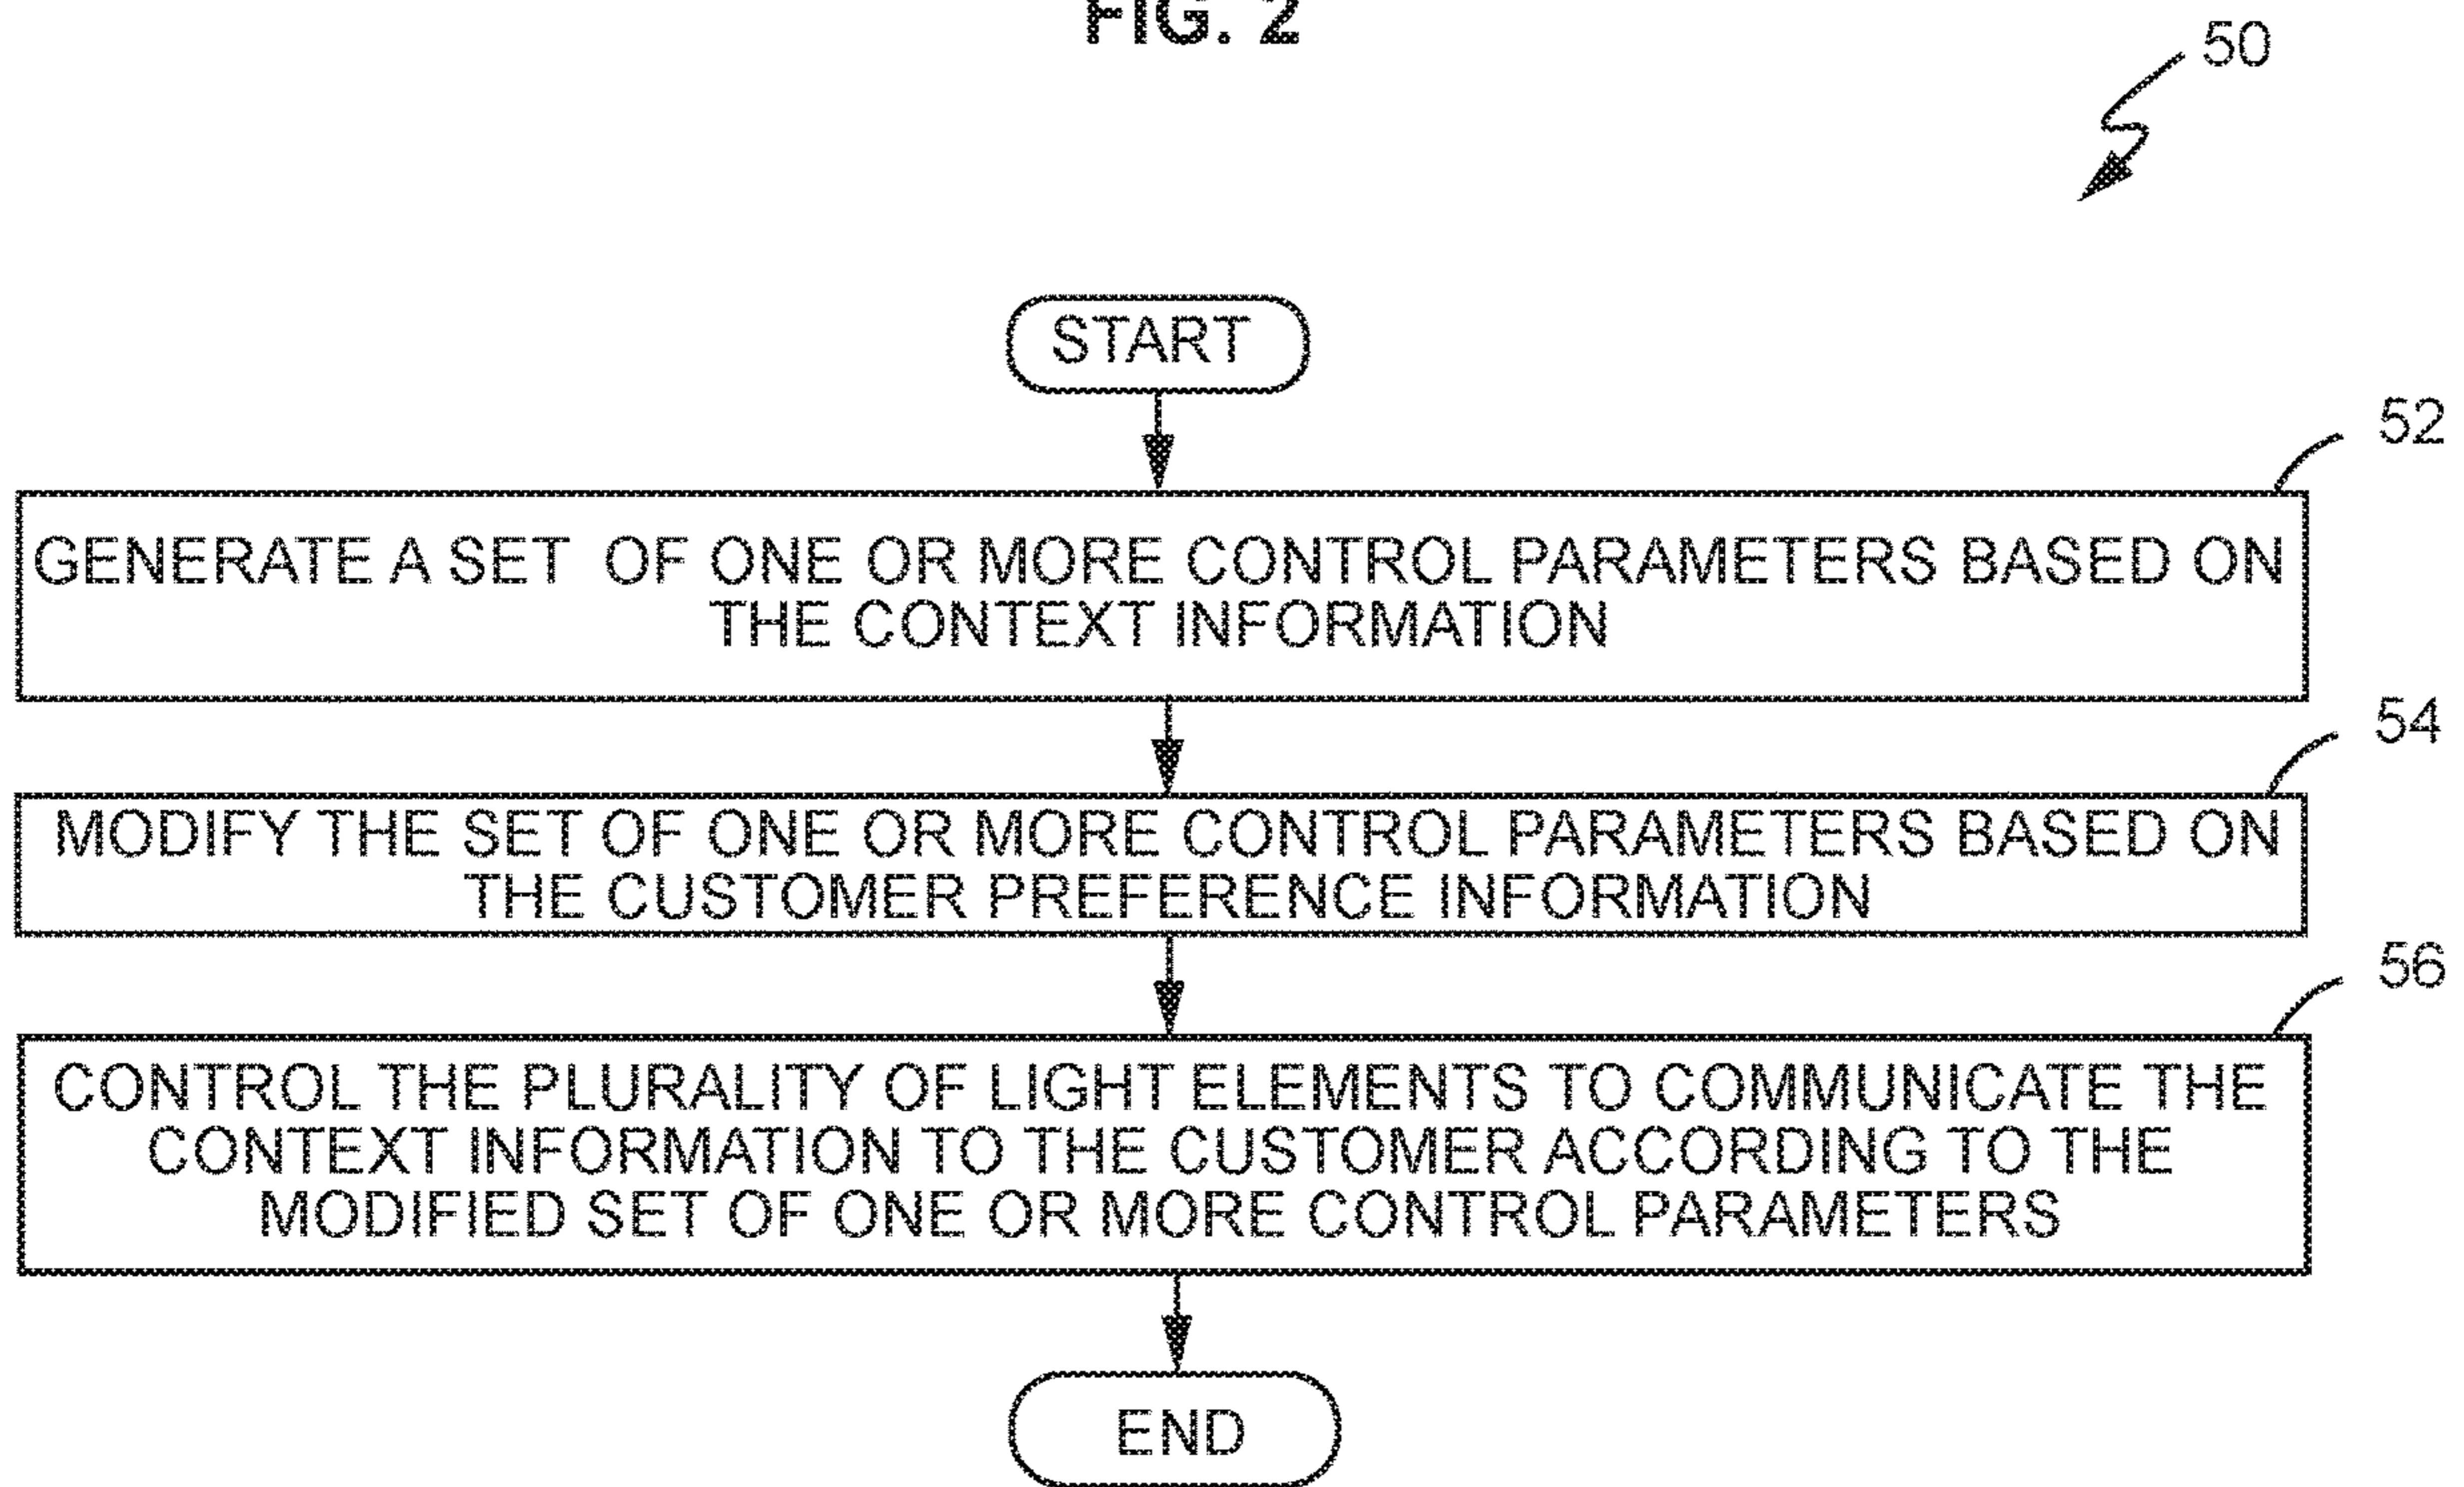 FIG. 2
50
START
52
GENERATE A SET OF ONE OR MORE CONTROL PARAMETERS BASED ON
THE CONTEXT INFORMATION
54
MODIFY THE SET OF ONE OR MORE CONTROL PARAMETERS BASED ON
THE CUSTOMER PREFERENCE INFORMATION
56
CONTROL THE PLURALITY OF LIGHT ELEMENTS TO COMMUNICATE THE
CONTEXT INFORMATION TO THE CUSTOMER ACCORDING TO THE
MODIFIED SET OF ONE OR MORE CONTROL PARAMETERS
END